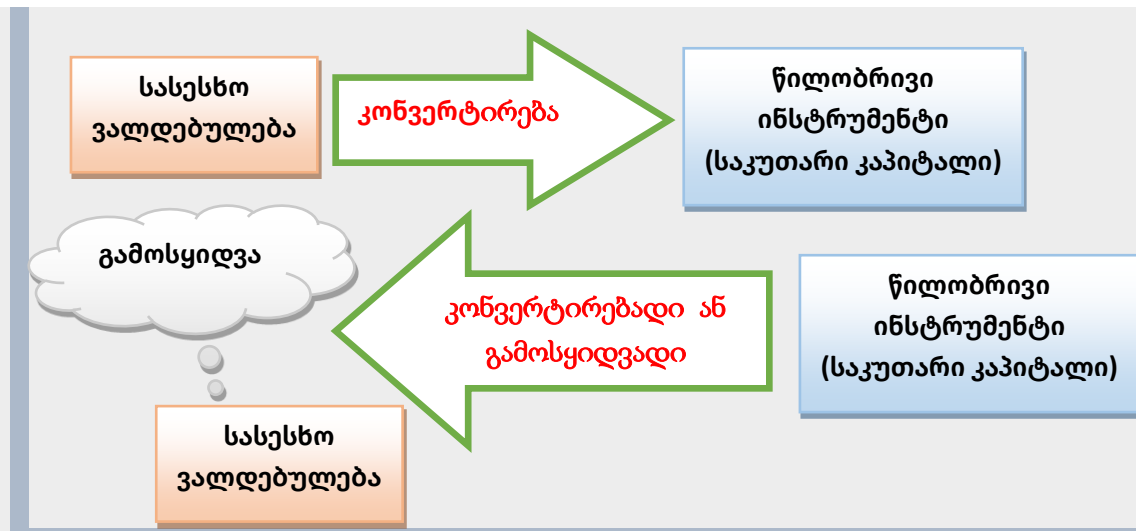 სასესხო
ვალდებულება
კონვერტირება
წილობრივი
ინსტრუმენტი
(საკუთარი კაპიტალი)
გამოსყიდვა
კონვერტირებადი ან
გამოსყიდვადი
წილობრივი
ინსტრუმენტი
(საკუთარი კაპიტალი)
სასესხო
ვალდებულება